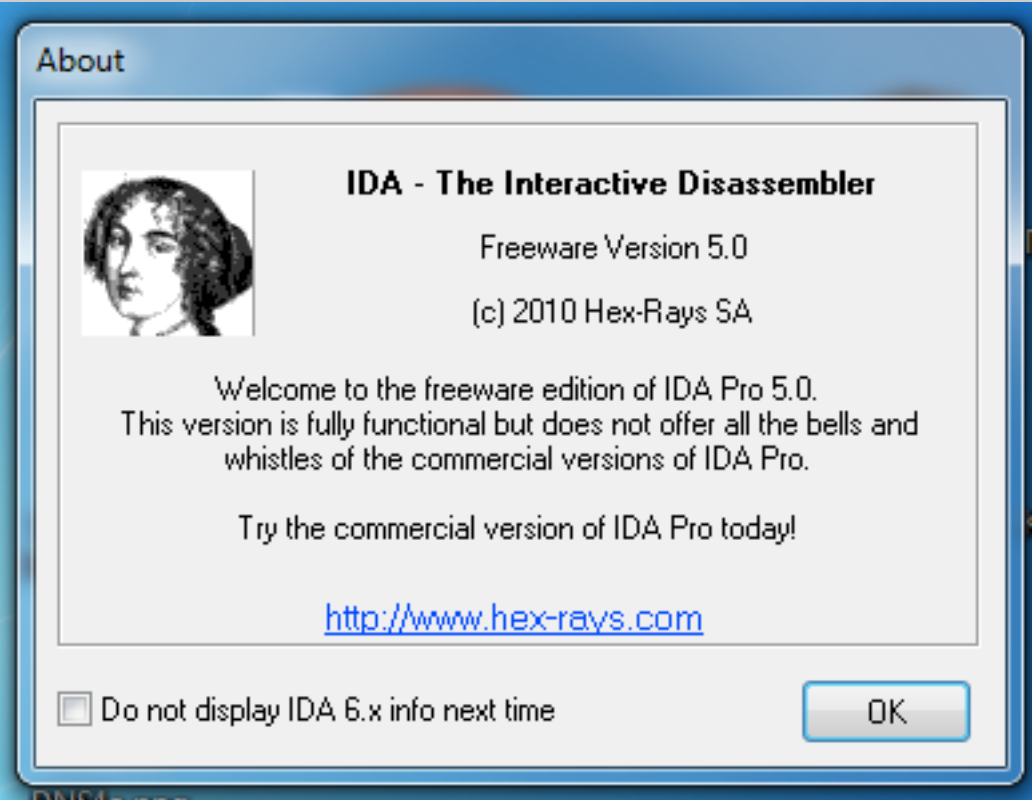 About
IDA - The Interactive Disassembler
Freeware Version 5.0
(c) 2010 Hex-Rays SA
Welcome to the freeware edition of IDA Pro 5.0.
This version is fully functional but does not offer all the bells and
whistles of the commercial versions of IDA Pro.
Try the commercial version of IDA Pro today!
http://www.hex-rays.com
Do not display IDA 6.x info next time
OK